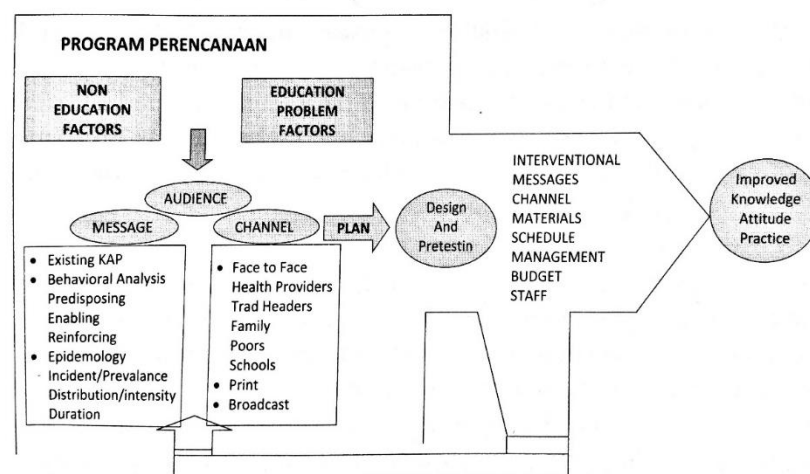 PROGRAM PERENCANAAN
NON
EDUCATION
FACTORS
EDUCATION
PROBLEM
FACTORS
AUDIENCE
MESSAGE
CHANNEL
PLAN
• Existing KAP
• Behavioral Analysis
Predisposing
Enabling
Reinforcing
• Epidemology
Incident/Prevalance
Distribution/intensity
Duration
• Face to Face
Health Providers
Trad Headers
Family
Poors
Schools
• Print
• Broadcast
Design
And
Pretestin
INTERVENTIONAL
MESSAGES
CHANNEL
MATERIALS
SCHEDULE
MANAGEMENT
BUDGET
STAFF
Improved
Knowledge
Attitude
Practice